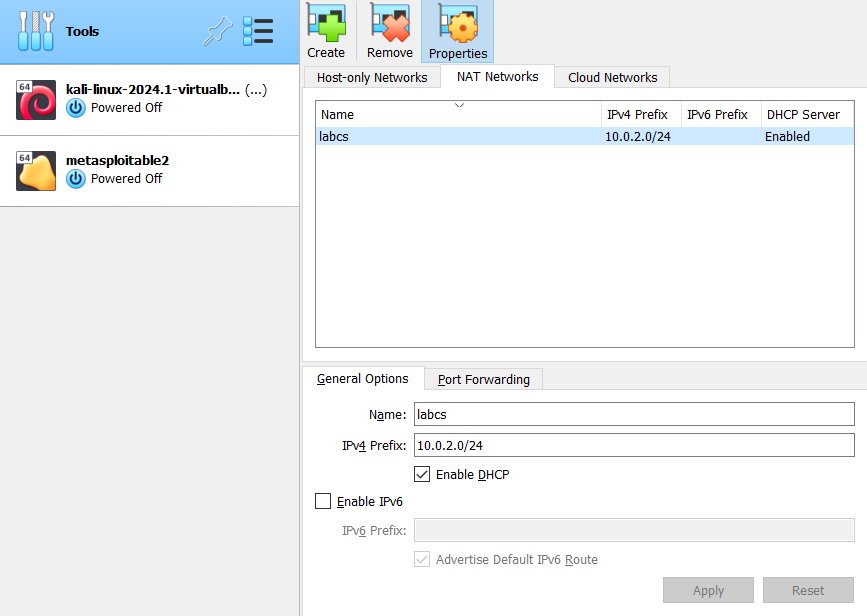 Tools
64
kali-linux-2024.1-virtualb... (...)
Powered Off
64
metasploitable2
Powered Off
Create Remove Properties
Host-only Networks NAT Networks Cloud Networks
Name IPv4 Prefix IPv6 Prefix DHCP Server
labcs 10.0.2.0/24 Enabled
General Options Port Forwarding
Name: labcs
IPv4 Prefix: 10.0.2.0/24
Enable DHCP
Enable IPv6
IPv6 Prefix:
Advertise Default IPv6 Route
Apply Reset